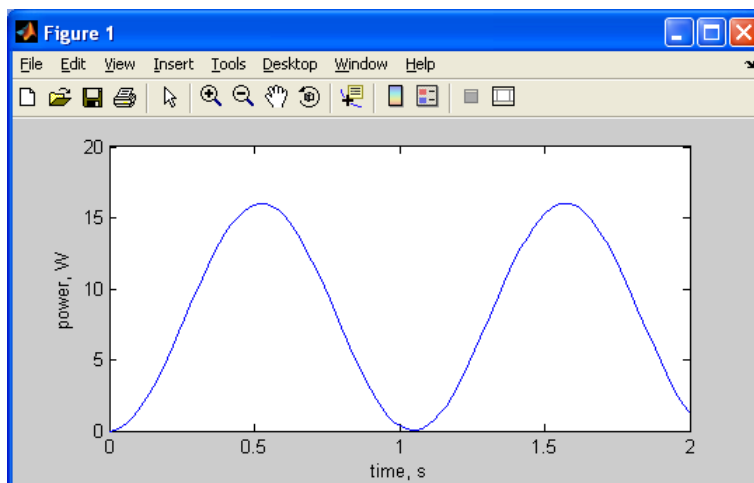 Figure 1
File Edit View Insert Tools Desktop Window Help
20
15
10
5
0
power, W
0 0.5 1 1.5 2
time, s